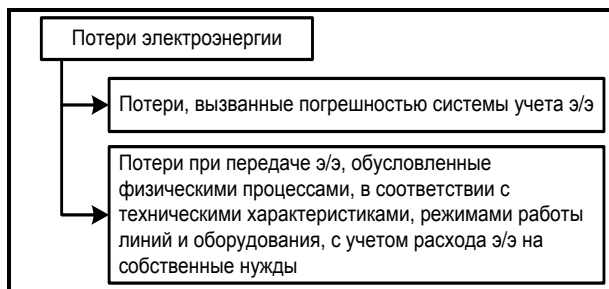 Потери электроэнергии
Потери, вызванные погрешностью системы учета э/э
Потери при передаче э/э, обусловленные
физическими процессами, в соответствии с
техническими характеристиками, режимами работы
линий и оборудования, с учетом расхода э/э на
собственные нужды